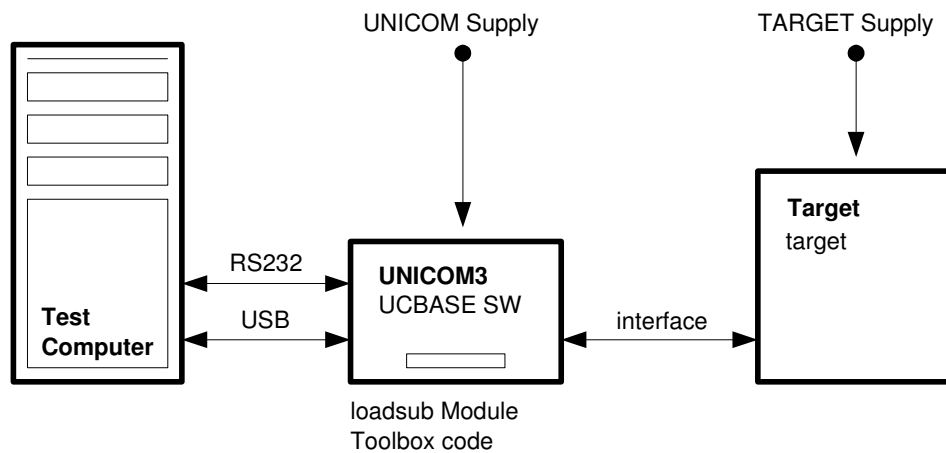 UNICOM Supply
TARGET Supply
Target
target
RS232
UNICOM3
UCBASE SW
USB
interface
Test
Computer
loadsub Module
Toolbox code